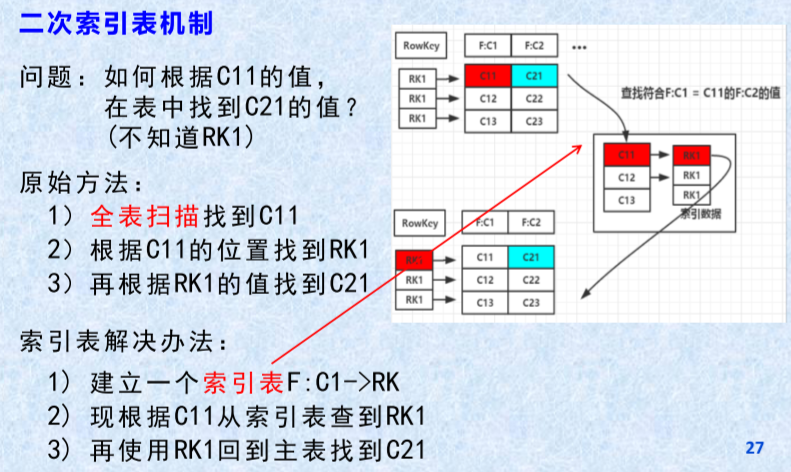 二次索引表机制
问题：如何根据C11的值，
在表中找到C21的值？
(不知道RK1)
原始方法：
1）全表扫描找到C11
2）根据C11的位置找到RK1
3）再根据RK1的值找到C21
索引表解决办法：
1）建立一个索引表F:C1->RK
2）现根据C11从索引表查到RK1
3）再使用RK1回到主表找到C21
RowKey F:C1 F:C2 •••
RK1 C11 C21
RK1 C12 C22
RK1 C13 C23
查找符合F:C1 = C11的F:C2的值
C11 RK1
C12 RK1
C13 RK1
索引数据
RowKey F:C1 F:C2
RK1 C11 C21
RK1 C12 C22
RK1 C13 C23
27